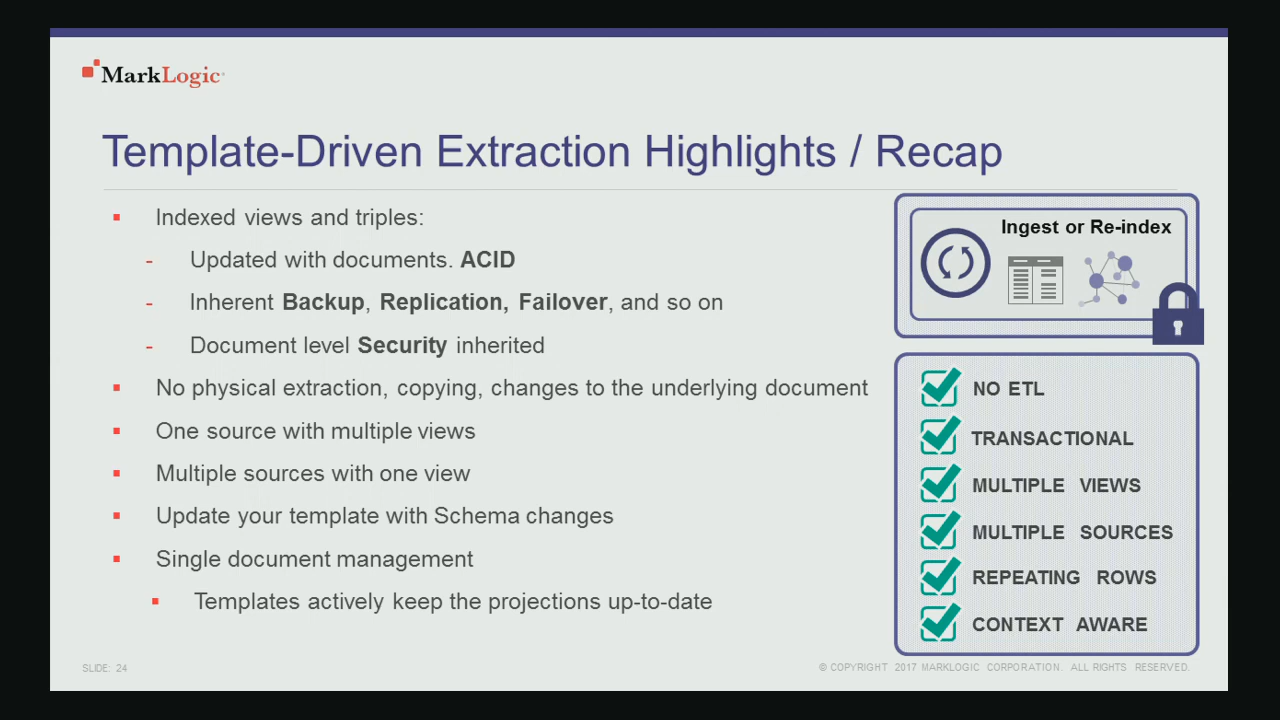 MarkLogic
Template-Driven Extraction Highlights / Recap
Indexed views and triples:
- Updated with documents. ACID
- Inherent Backup, Replication, Failover, and so on
- Document level Security inherited
No physical extraction, copying, changes to the underlying document
One source with multiple views
Multiple sources with one view
Update your template with Schema changes
Single document management
Templates actively keep the projections up-to-date
Ingest or Re-index
NO ETL
TRANSACTIONAL
MULTIPLE VIEWS
MULTIPLE SOURCES
REPEATING ROWS
CONTEXT AWARE
SLIDE: 24
© COPYRIGHT 2017 MARKLOGIC CORPORATION. ALL RIGHTS RESERVED.